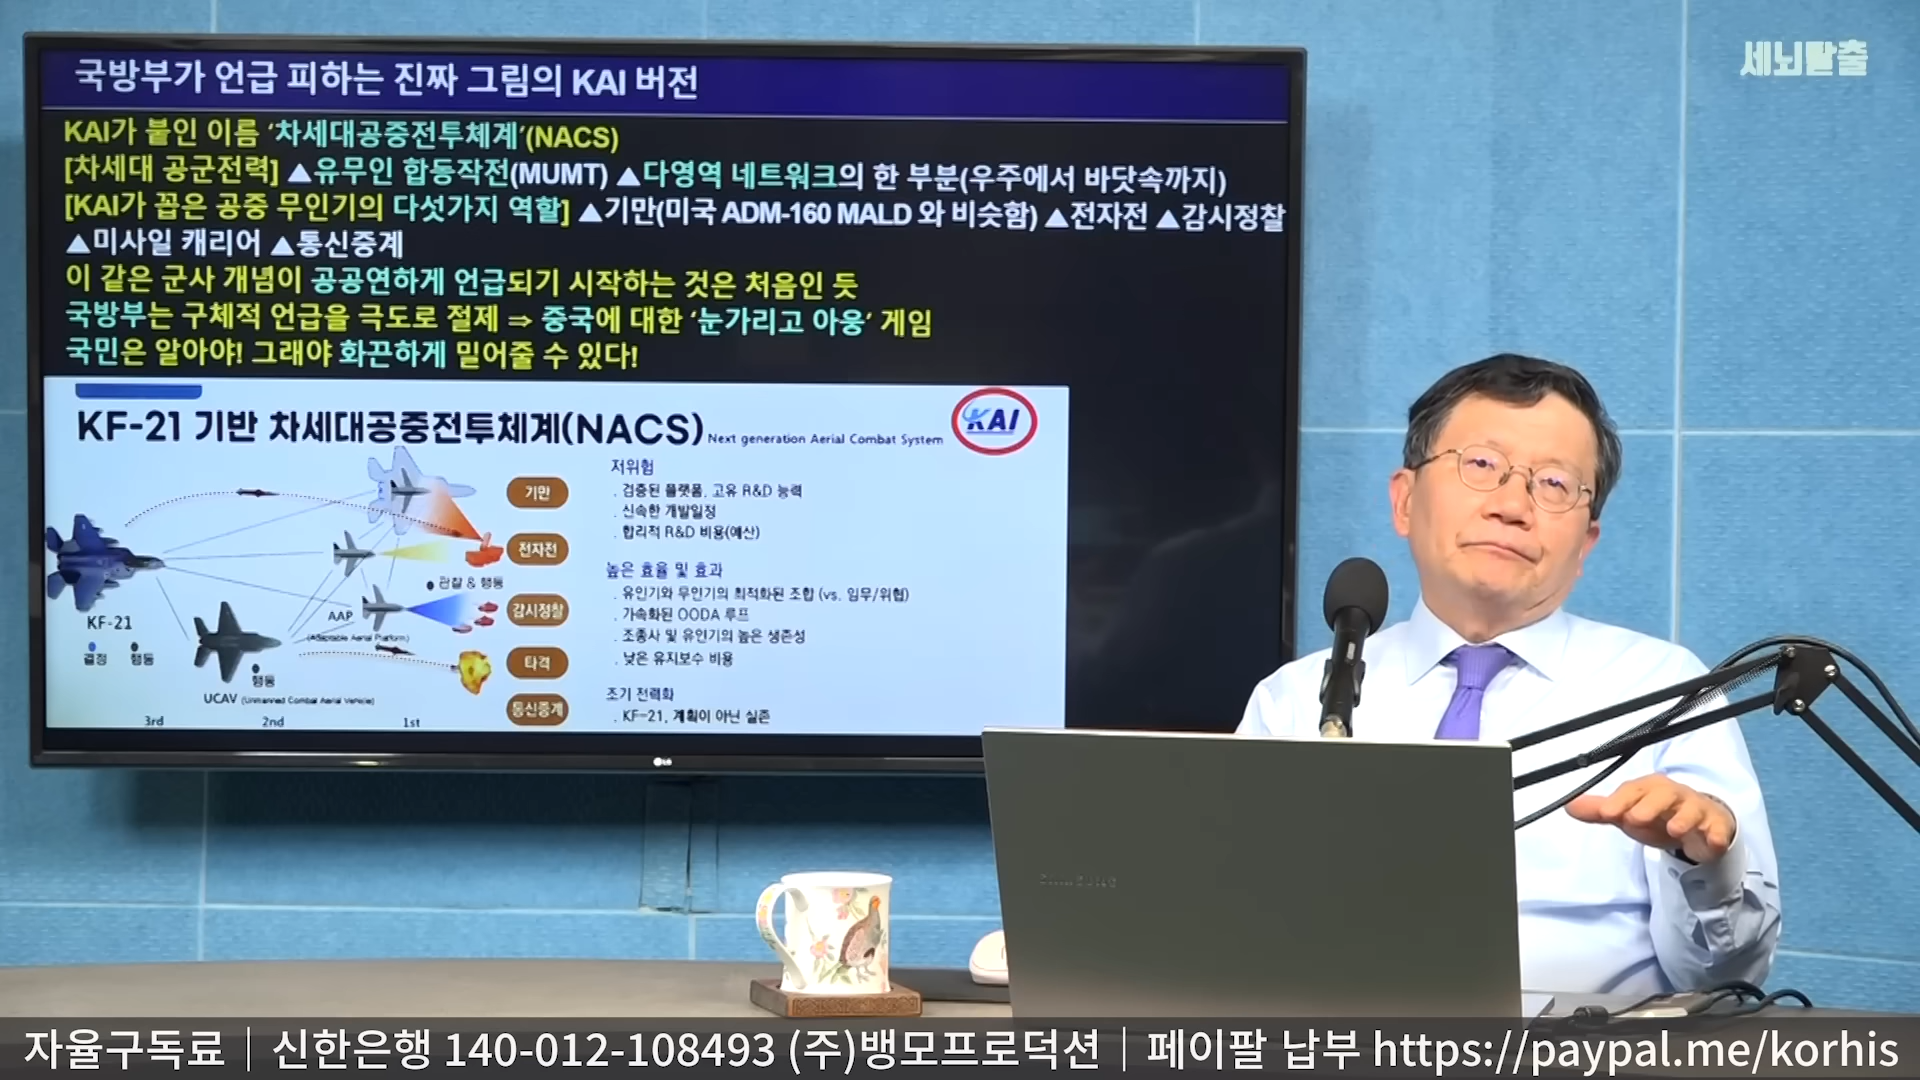 세뇌탈출
국방부가 언급 피하는 진짜 그림의 KAI 버전
KAI가 붙인 이름 '차세대공중전투체계'(NACS)
[차세대 공군전력] ▲유무인 합동작전(MUMT) ▲다영역 네트워크의 한 부분(우주에서 바닷속까지)
[KAI가 꼽은 공중 무인기의 다섯가지 역할] ▲기만(미국 ADM-160 MALD 와 비슷함) ▲전자전 ▲감시정찰
▲미사일 캐리어 ▲통신중계
이 같은 군사 개념이 공공연하게 언급되기 시작하는 것은 처음인 듯
국방부는 구체적 언급을 극도로 절제 ⇒ 중국에 대한 '눈가리고 아웅' 게임
국민은 알아야! 그래야 화끈하게 밀어줄 수 있다!
KF-21 기반 차세대공중전투체계(NACS) Next generation Aerial Combat System
KAI
기만
전자전
관찰 & 행동
감시정찰
타격
통신중계
KF-21
결정 행동
AAP
(Adaptable Aerial Platform)
행동
UCAV (Unmanned Combat Aerial Vehicle)
3rd 2nd 1st
저위험
. 검증된 플랫폼, 고유 R&D 능력
. 신속한 개발일정
. 합리적 R&D 비용(예산)
높은 효율 및 효과
. 유인기와 무인기의 최적화된 조합 (vs. 임무/위협)
. 가속화된 OODA 루프
. 조종사 및 유인기의 높은 생존성
. 낮은 유지보수 비용
조기 전력화
. KF-21, 계획이 아닌 실존
LG
SAMSUNG
자율구독료｜신한은행 140-012-108493 (주)뱅모프로덕션｜페이팔 납부 https://paypal.me/korhis